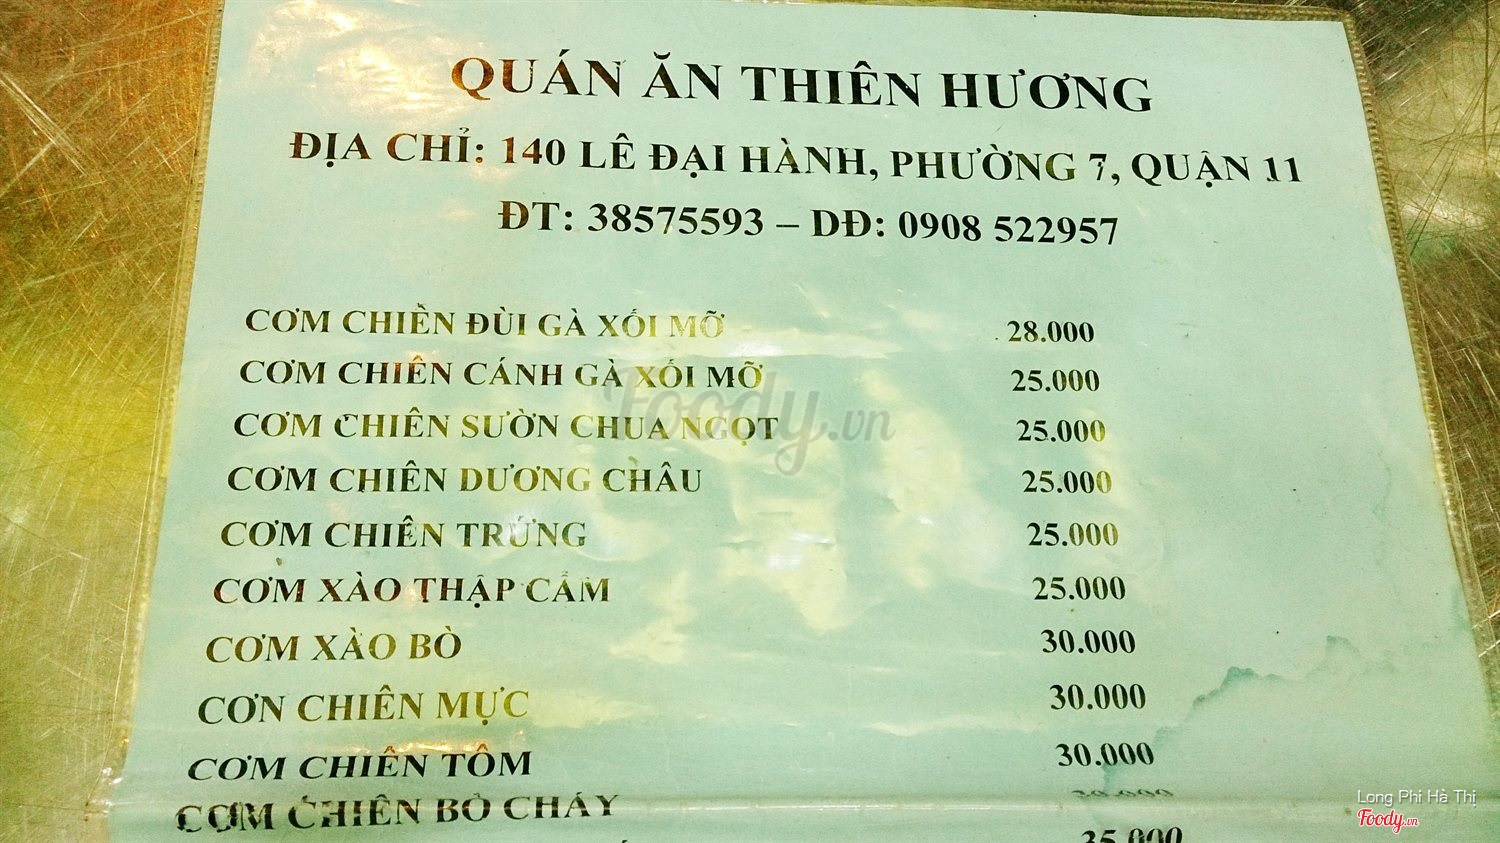 QUÁN ĂN THIÊN HƯƠNG
ĐỊA CHỈ: 140 LÊ ĐẠI HÀNH, PHƯỜNG 7, QUẬN 11
ĐT: 38575593 – DĐ: 0908 522957
CƠM CHIÊN ĐÙI GÀ XỐI MỠ 28.000
CƠM CHIÊN CÁNH GÀ XỐI MỠ 25.000
CƠM CHIÊN SƯỜN CHUA NGỌT 25.000
CƠM CHIÊN DƯƠNG CHÂU 25.000
CƠM CHIÊN TRỨNG 25.000
CƠM XÀO THẬP CẨM 25.000
CƠM XÀO BÒ 30.000
CƠN CHIÊN MỰC 30.000
CƠM CHIÊN TÔM 30.000
CƠM CHIÊN BÒ CHÁY
35.000
Foody.vn
Long Phi Hà Thị
Foody.vn